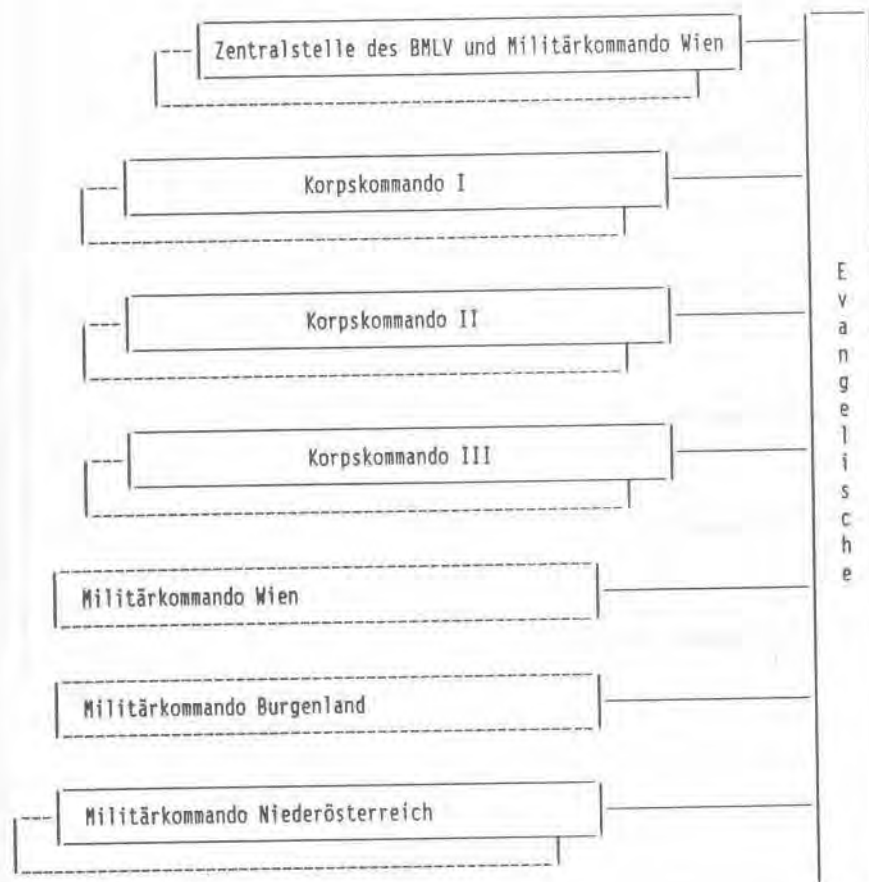 Zentralstelle des BMLV und Militärkommando Wien
Korpskommando I
Korpskommando II
Korpskommando III
Militärkommando Wien
Militärkommando Burgenland
Militärkommando Niederösterreich
Evangelische